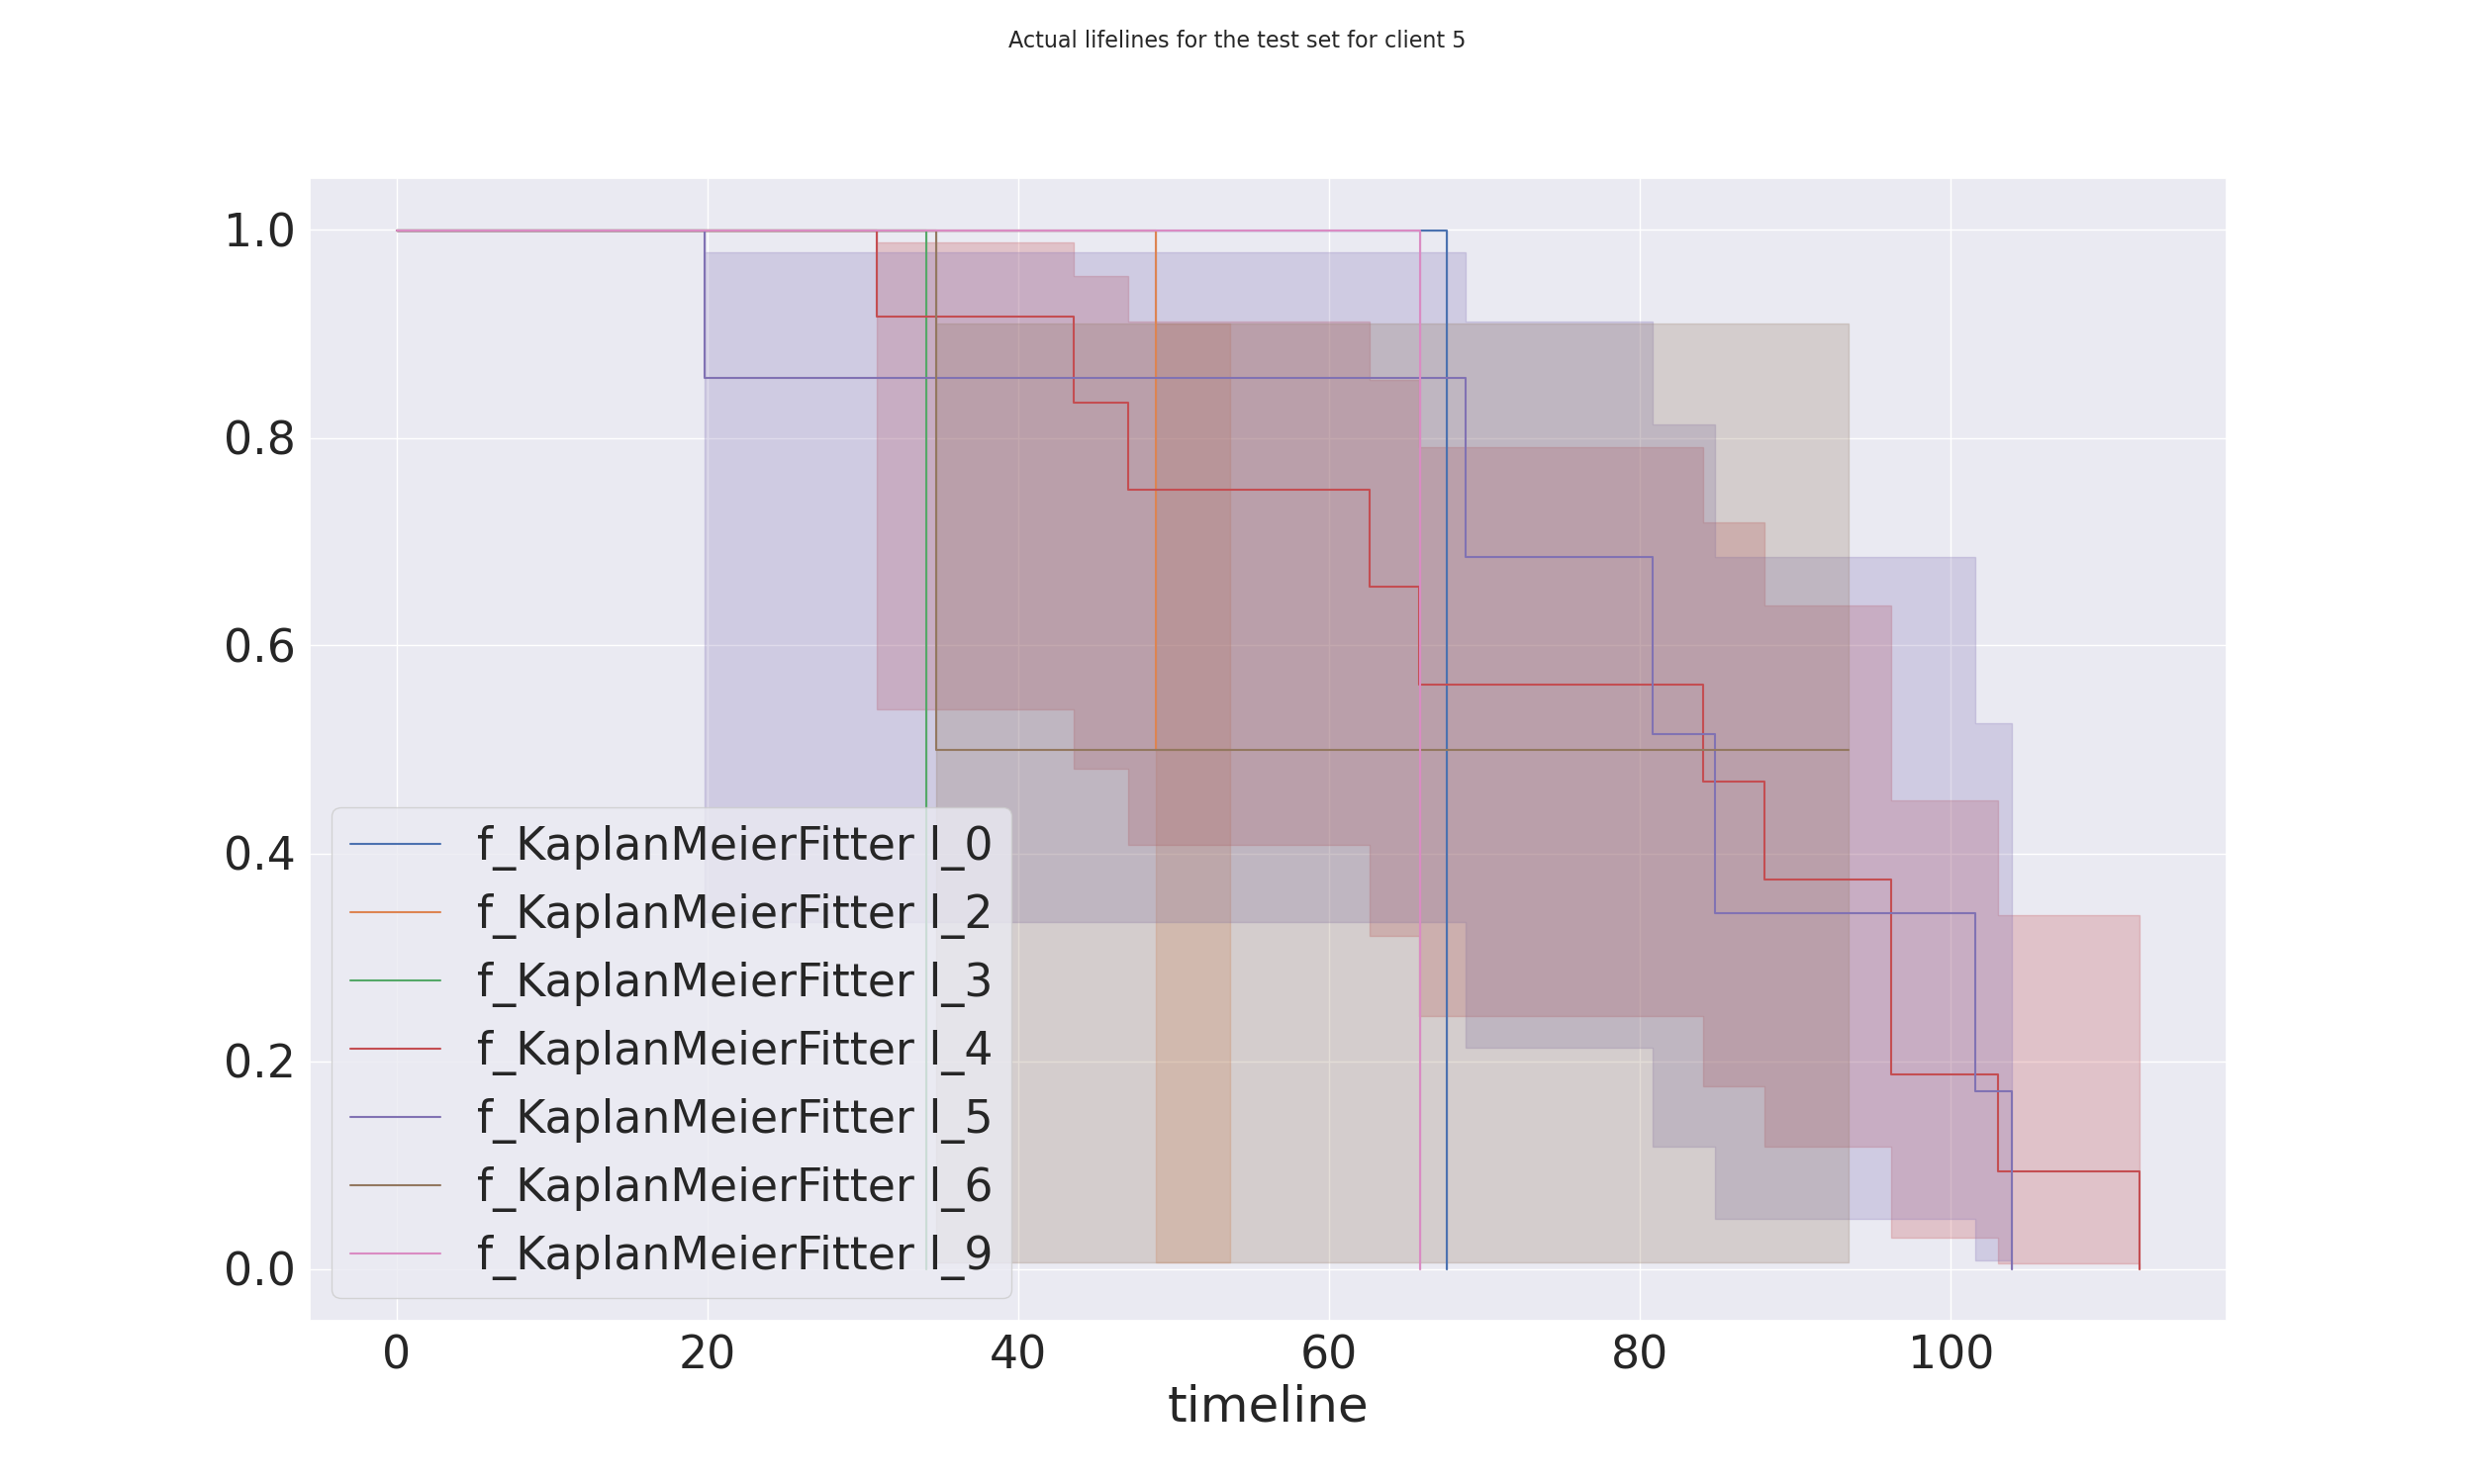 Actual lifelines for the test set for client 5
1.0
0.8
0.6
0.4
0.2
0.0
f_KaplanMeierFitter l_0
f_KaplanMeierFitter l_2
f_KaplanMeierFitter l_3
f_KaplanMeierFitter l_4
f_KaplanMeierFitter l_5
f_KaplanMeierFitter l_6
f_KaplanMeierFitter l_9
0 20 40 60 80 100
timeline